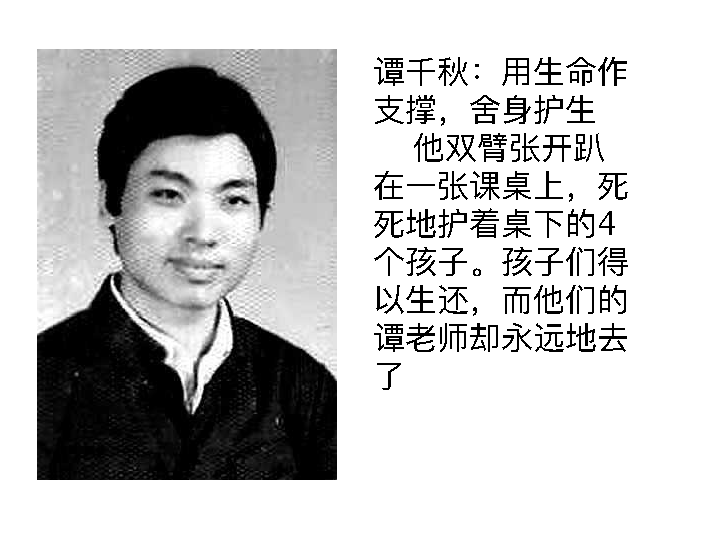 谭千秋：用生命作
支撑，舍身护生
他双臂张开趴
在一张课桌上，死
死地护着桌下的4
个孩子。孩子们得
以生还，而他们的
谭老师却永远地去
了